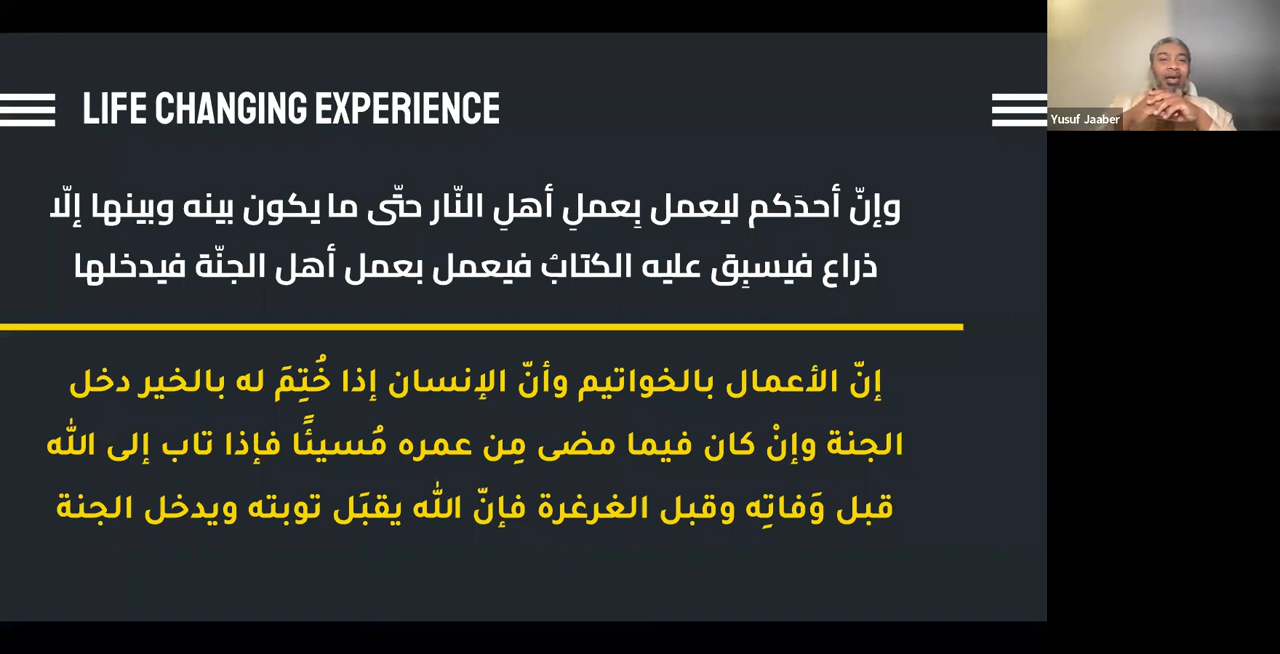 LIFE CHANGING EXPERIENCE
Yusuf Jaaber
وإنّ أحدَكم ليعمل بِعملِ أهلِ النّار حتّى ما يكون بينه وبينها إلّا
ذراع فيسبِق عليه الكتابُ فيعمل بعمل أهل الجنّة فيدخلها
إنّ الأعمال بالخواتيم وأنّ الإنسان إذا خُتِمَ له بالخير دخل
الجنة وإنْ كان فيما مضى مِن عمره مُسيئًا فإذا تاب إلى الله
قبل وَفاتِه وقبل الغرغرة فإنّ الله يقبَل توبته ويدخل الجنة